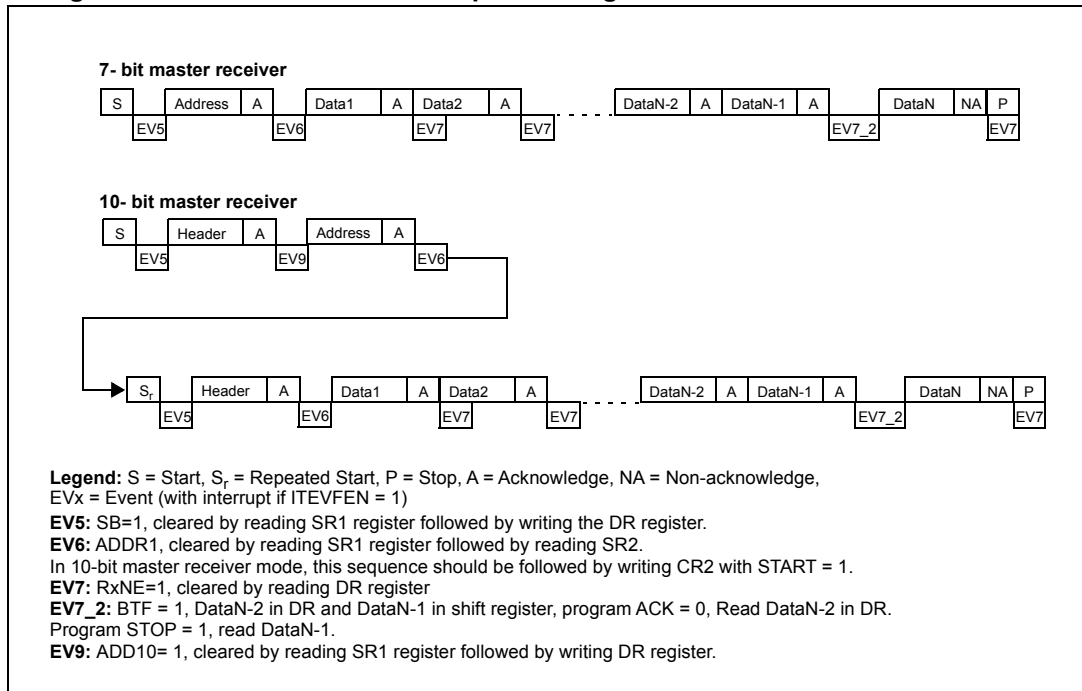 7- bit master receiver
S Address A Data1 A Data2 A DataN-2 A DataN-1 A DataN NA P
EV5 EV6 EV7 EV7 EV7_2 EV7
10- bit master receiver
S Header A Address A
EV5 EV9 EV6
Sr Header A Data1 A Data2 A DataN-2 A DataN-1 A DataN NA P
EV5 EV6 EV7 EV7 EV7_2 EV7
Legend: S = Start, Sr = Repeated Start, P = Stop, A = Acknowledge, NA = Non-acknowledge,
EVx = Event (with interrupt if ITEVFEN = 1)
EV5: SB=1, cleared by reading SR1 register followed by writing the DR register.
EV6: ADDR1, cleared by reading SR1 register followed by reading SR2.
In 10-bit master receiver mode, this sequence should be followed by writing CR2 with START = 1.
EV7: RxNE=1, cleared by reading DR register
EV7_2: BTF = 1, DataN-2 in DR and DataN-1 in shift register, program ACK = 0, Read DataN-2 in DR.
Program STOP = 1, read DataN-1.
EV9: ADD10= 1, cleared by reading SR1 register followed by writing DR register.